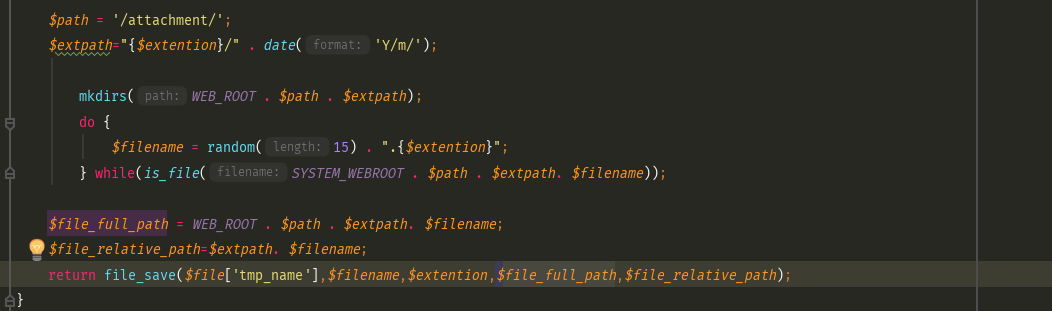 $path = '/attachment/';
$extpath="{$extention}/" . date( format: 'Y/m/');
mkdirs( path: WEB_ROOT . $path . $extpath);
do {
$filename = random( length: 15) . ".{$extention}";
} while(is_file( filename: SYSTEM_WEBROOT . $path . $extpath. $filename));
$file_full_path = WEB_ROOT . $path . $extpath. $filename;
$file_relative_path=$extpath. $filename;
return file_save($file['tmp_name'],$filename,$extention,$file_full_path,$file_relative_path);
}